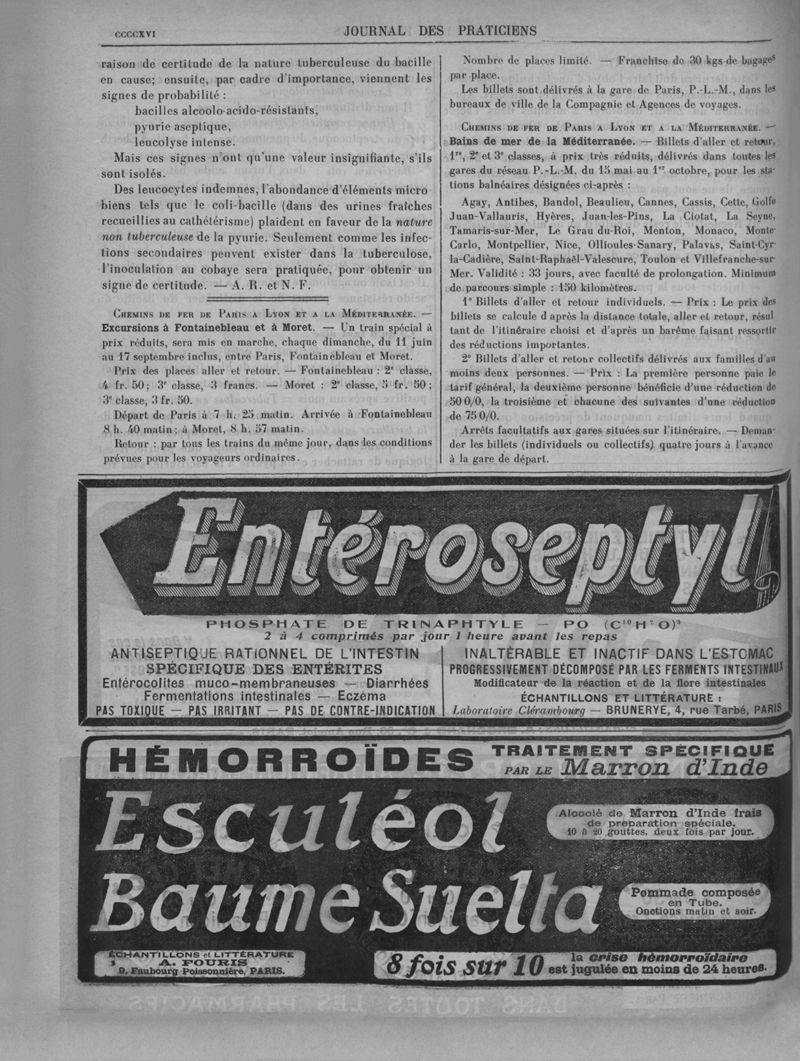 CCCCXVI
JOURNAL DES PRATICIENS
raison de certitude de la nature tuberculeuse du bacille
en cause; ensuite, par cadre d'importance, viennent les
signes de probabilité :
bacilles alcoolo-acido-résistants,
pyurie aseptique,
leucolyse intense.
Mais ces signes n'ont qu'une valeur insignifiante, s'ils
sont isolés.
Des leucocytes indemnes, l'abondance d'éléments micro
biens tels que le coli-bacille (dans des urines fraîches
recueillies au cathétérisme) plaident en faveur de la nature
non tuberculeuse de la pyurie. Seulement comme les infec-
tions secondaires peuvent exister dans la tuberculose,
l'inoculation au cobaye sera pratiquée, pour obtenir un
signe de certitude. — A. R. et N. F.
Chemins de fer de Paris a Lyon et a la Méditerranée. —
Excursions à Fontainebleau et à Moret. — Un train spécial à
prix réduits, sera mis en marche, chaque dimanche, du 11 juin
au 17 septembre inclus, entre Paris, Fontainebleau et Moret.
Prix des places aller et retour. — Fontainebleau : 2e classe,
4 fr. 50; 3e classe, 3 francs. — Moret : 2e classe, 5 fr. 50;
3e classe, 3 fr. 50.
Départ de Paris à 7 h. 25 matin. Arrivée à Fontainebleau
8 h. 40 matin; à Moret, 8 h. 57 matin.
Retour : par tous les trains du même jour, dans les conditions
prévues pour les voyageurs ordinaires.
Nombre de places limité. — Franchise de 30 kgs de bagages
par place.
Les billets sont délivrés à la gare de Paris, P.-L.-M., dans les
bureaux de ville de la Compagnie et Agences de voyages.
Chemins de fer de Paris a Lyon et a la Méditerranée. —
Bains de mer de la Méditerranée. — Billets d'aller et retour,
1re, 2e et 3e classes, à prix très réduits, délivrés dans toutes les
gares du réseau P.-L.-M. du 15 mai au 1er octobre, pour les sta-
tions balnéaires désignées ci-après :
Agay, Antibes, Bandol, Beaulieu, Cannes, Cassis, Cette, Golfe
Juan-Vallauris, Hyères, Juan-les-Pins, La Ciotat, La Seyne,
Tamaris-sur-Mer, Le Grau du-Roi, Menton, Monaco, Monte-
Carlo, Montpellier, Nice, Ollioules-Sanary, Palavas, Saint-Cyr-
la-Cadière, Saint-Raphaël-Valescure, Toulon et Villefranche-sur-
Mer. Validité : 33 jours, avec faculté de prolongation. Minimum
de parcours simple : 150 kilomètres.
1° Billets d'aller et retour individuels. — Prix : Le prix des
billets se calcule d après la distance totale, aller et retour, résul
tant de l'itinéraire choisi et d'après un barême faisant ressortir
des réductions importantes.
2° Billets d'aller et retour collectifs délivrés aux familles d'au
moins deux personnes. — Prix : La première personne paie le
tarif général, la deuxième personne bénéficie d'une réduction de
50 0/0, la troisième et chacune des suivantes d'une réduction
de 75 0/0.
Arrêts facultatifs aux gares situées sur l'itinéraire. — Deman-
der les billets (individuels ou collectifs) quatre jours à l'avance
à la gare de départ.
Entéroseptyl
PHOSPHATE DE TRINAPHTYLE — PO (C10H7O)3
2 à 4 comprimés par jour 1 heure avant les repas
ANTISEPTIQUE RATIONNEL DE L'INTESTIN
SPÉCIFIQUE DES ENTÉRITES
Entérocolites muco-membraneuses — Diarrhées
Fermentations intestinales — Eczéma
PAS TOXIQUE — PAS IRRITANT — PAS DE CONTRE-INDICATION
INALTÉRABLE ET INACTIF DANS L'ESTOMAC
PROGRESSIVEMENT DÉCOMPOSÉ PAR LES FERMENTS INTESTINAUX
Modificateur de la réaction et de la flore intestinales
ÉCHANTILLONS ET LITTÉRATURE :
Laboratoire Clérambourg — BRUNERYE, 4, rue Tarbé, PARIS
HÉMORROÏDES
TRAITEMENT SPÉCIFIQUE
PAR LE Marron d'Inde
Esculéol
Alcoolé de Marron d'Inde frais
de préparation spéciale.
10 à 20 gouttes, deux fois par jour.
Baume Suelta
Pommade composée
en Tube.
Onctions matin et soir.
ÉCHANTILLONS et LITTÉRATURE
A. FOURIS
9, Faubourg Poissonnière, PARIS.
8 fois sur 10
la crise hémorroïdaire
est jugulée en moins de 24 heures.